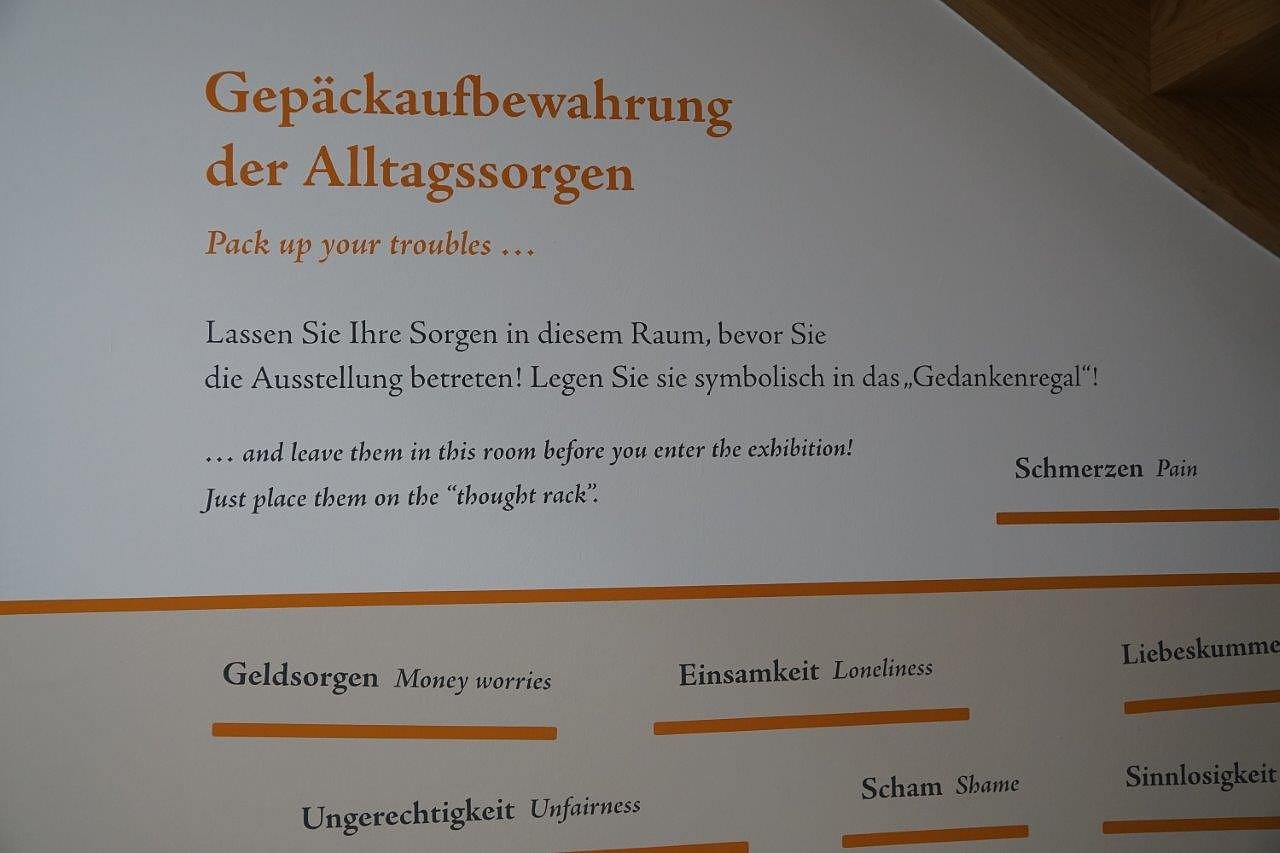 Gepäckaufbewahrung
der Alltagssorgen
Pack up your troubles …
Lassen Sie Ihre Sorgen in diesem Raum, bevor Sie
die Ausstellung betreten! Legen Sie sie symbolisch in das „Gedankenregal“!
… and leave them in this room before you enter the exhibition!
Just place them on the “thought rack”.
Schmerzen Pain
Geldsorgen Money worries
Einsamkeit Loneliness
Liebeskumme
Ungerechtigkeit Unfairness
Scham Shame
Sinnlosigkeit